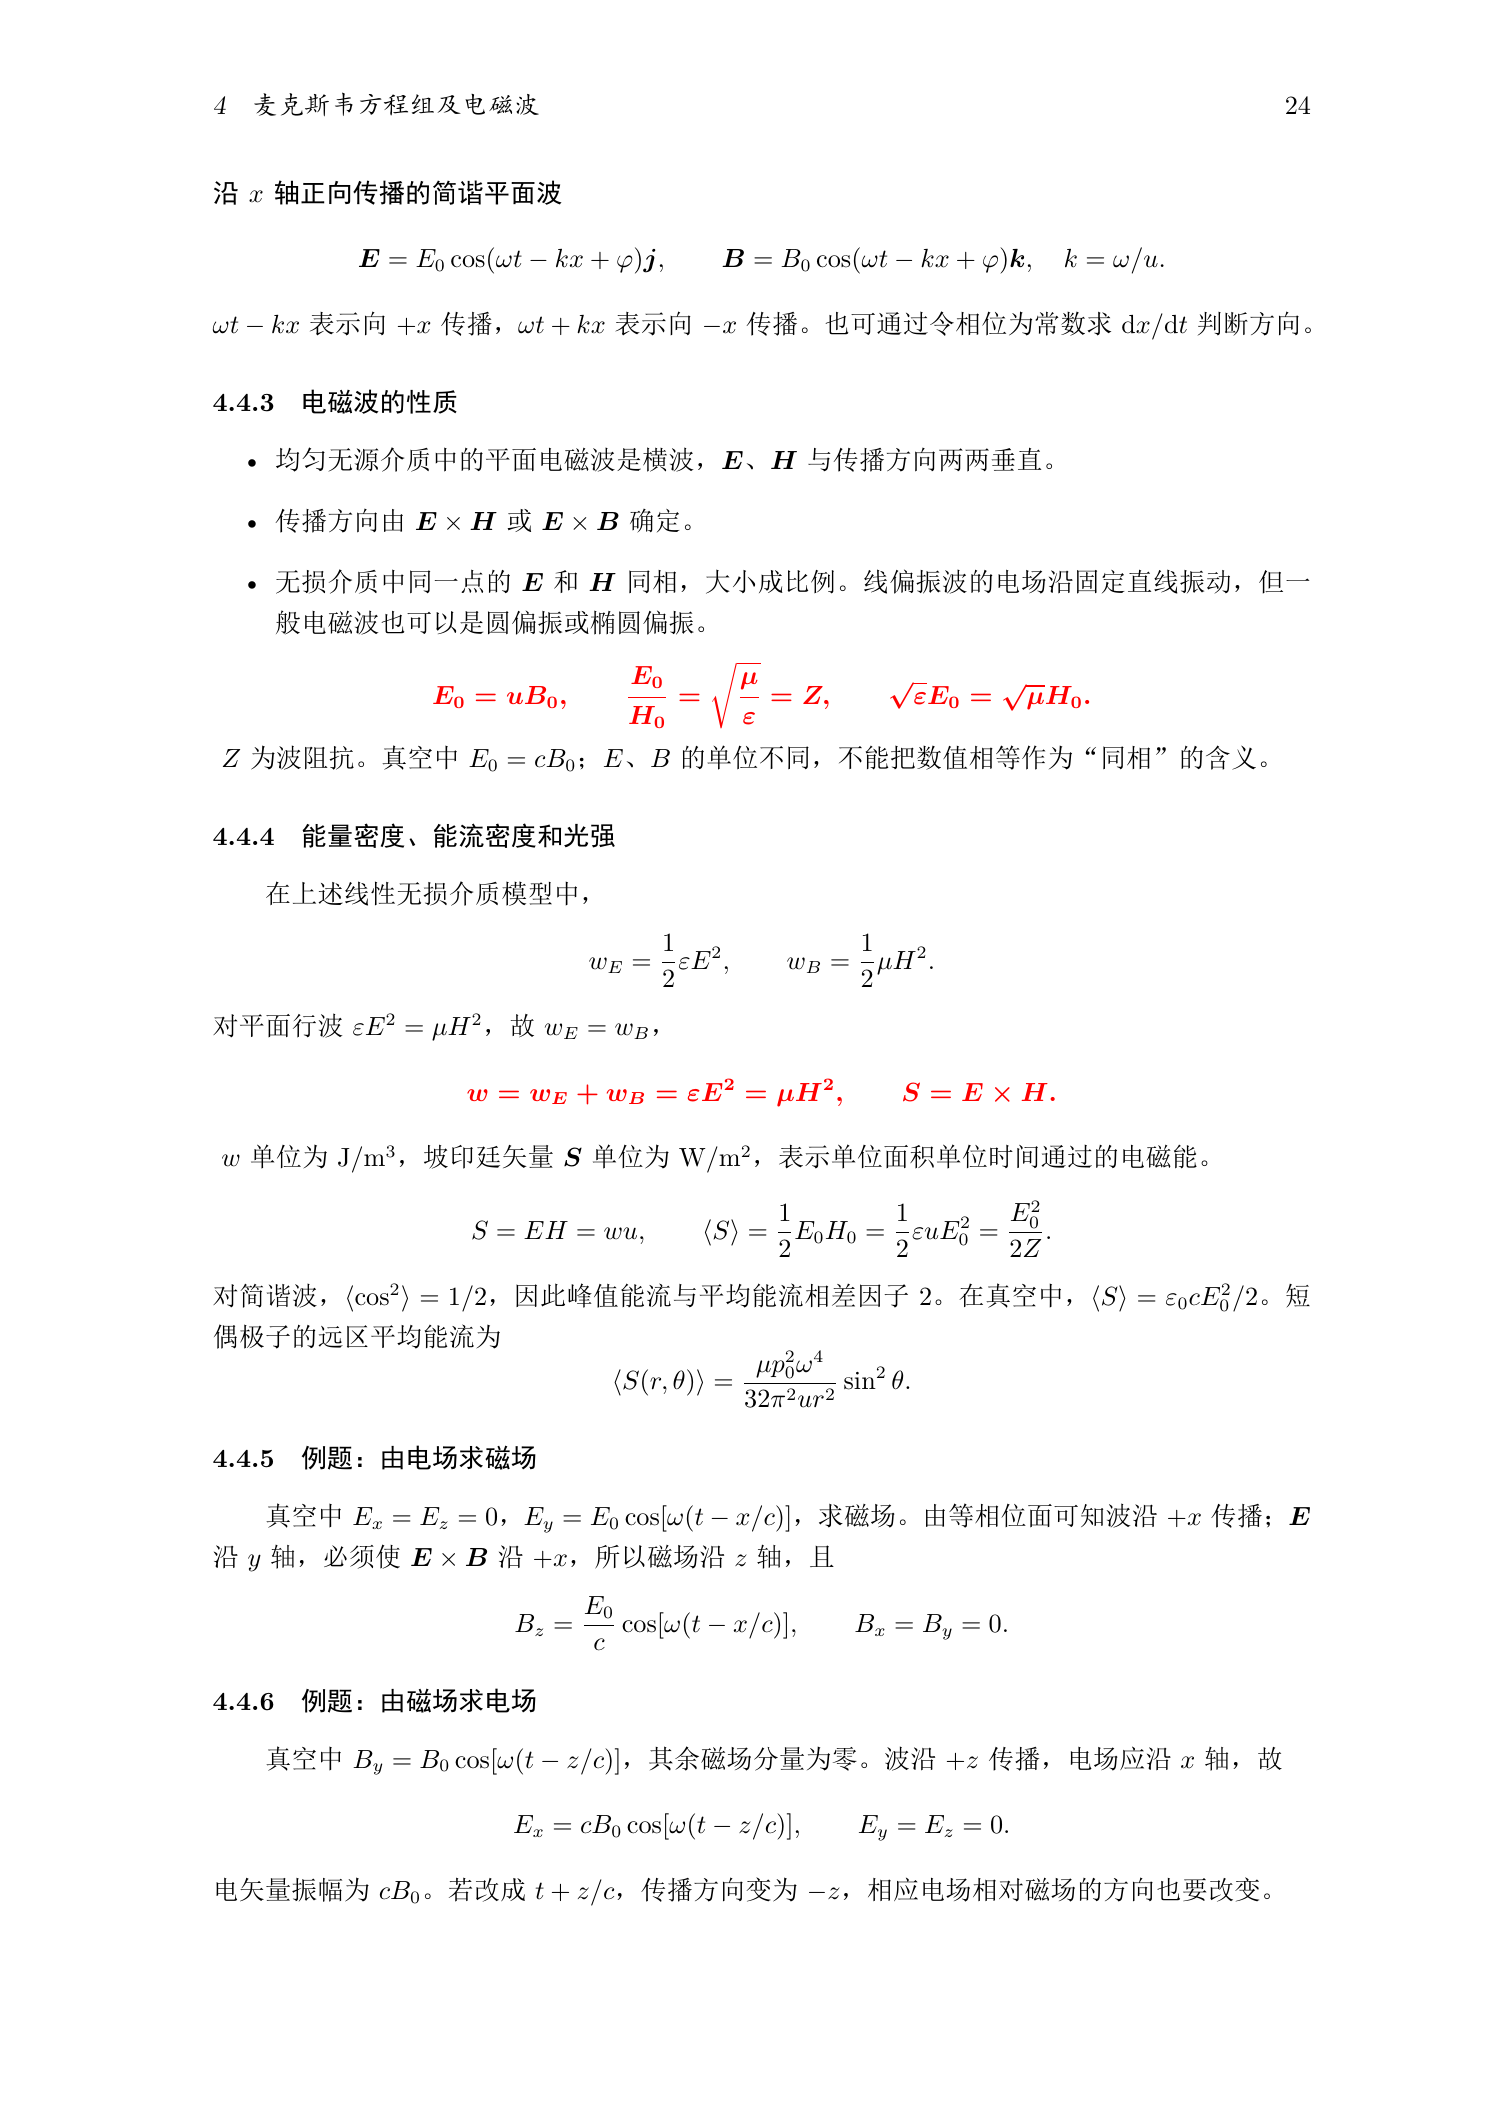 4 麦克斯韦方程组及电磁波 24
沿 x 轴正向传播的简谐平面波
E = E₀ cos(ωt − kx + φ)j, B = B₀ cos(ωt − kx + φ)k, k = ω/u.
ωt − kx 表示向 +x 传播，ωt + kx 表示向 −x 传播。也可通过令相位为常数求 dx/dt 判断方向。
4.4.3 电磁波的性质
• 均匀无源介质中的平面电磁波是横波，E、H 与传播方向两两垂直。
• 传播方向由 E × H 或 E × B 确定。
• 无损介质中同一点的 E 和 H 同相，大小成比例。线偏振波的电场沿固定直线振动，但一
般电磁波也可以是圆偏振或椭圆偏振。
E₀ = uB₀, E₀/H₀ = √(μ/ε) = Z, √εE₀ = √μH₀.
Z 为波阻抗。真空中 E₀ = cB₀；E、B 的单位不同，不能把数值相等作为“同相”的含义。
4.4.4 能量密度、能流密度和光强
在上述线性无损介质模型中，
w_E = 1/2 εE², w_B = 1/2 μH².
对平面行波 εE² = μH²，故 w_E = w_B，
w = w_E + w_B = εE² = μH², S = E × H.
w 单位为 J/m³，坡印廷矢量 S 单位为 W/m²，表示单位面积单位时间通过的电磁能。
S = EH = wu, ⟨S⟩ = 1/2 E₀H₀ = 1/2 εuE₀² = E₀²/2Z.
对简谐波，⟨cos²⟩ = 1/2，因此峰值能流与平均能流相差因子 2。在真空中，⟨S⟩ = ε₀cE₀²/2。短
偶极子的远区平均能流为
⟨S(r, θ)⟩ = μp₀²ω⁴/32π²ur² sin² θ.
4.4.5 例题：由电场求磁场
真空中 Eₓ = E_z = 0，E_y = E₀ cos[ω(t − x/c)]，求磁场。由等相位面可知波沿 +x 传播；E
沿 y 轴，必须使 E × B 沿 +x，所以磁场沿 z 轴，且
B_z = E₀/c cos[ω(t − x/c)], Bₓ = B_y = 0.
4.4.6 例题：由磁场求电场
真空中 B_y = B₀ cos[ω(t − z/c)]，其余磁场分量为零。波沿 +z 传播，电场应沿 x 轴，故
Eₓ = cB₀ cos[ω(t − z/c)], E_y = E_z = 0.
电矢量振幅为 cB₀。若改成 t + z/c，传播方向变为 −z，相应电场相对磁场的方向也要改变。